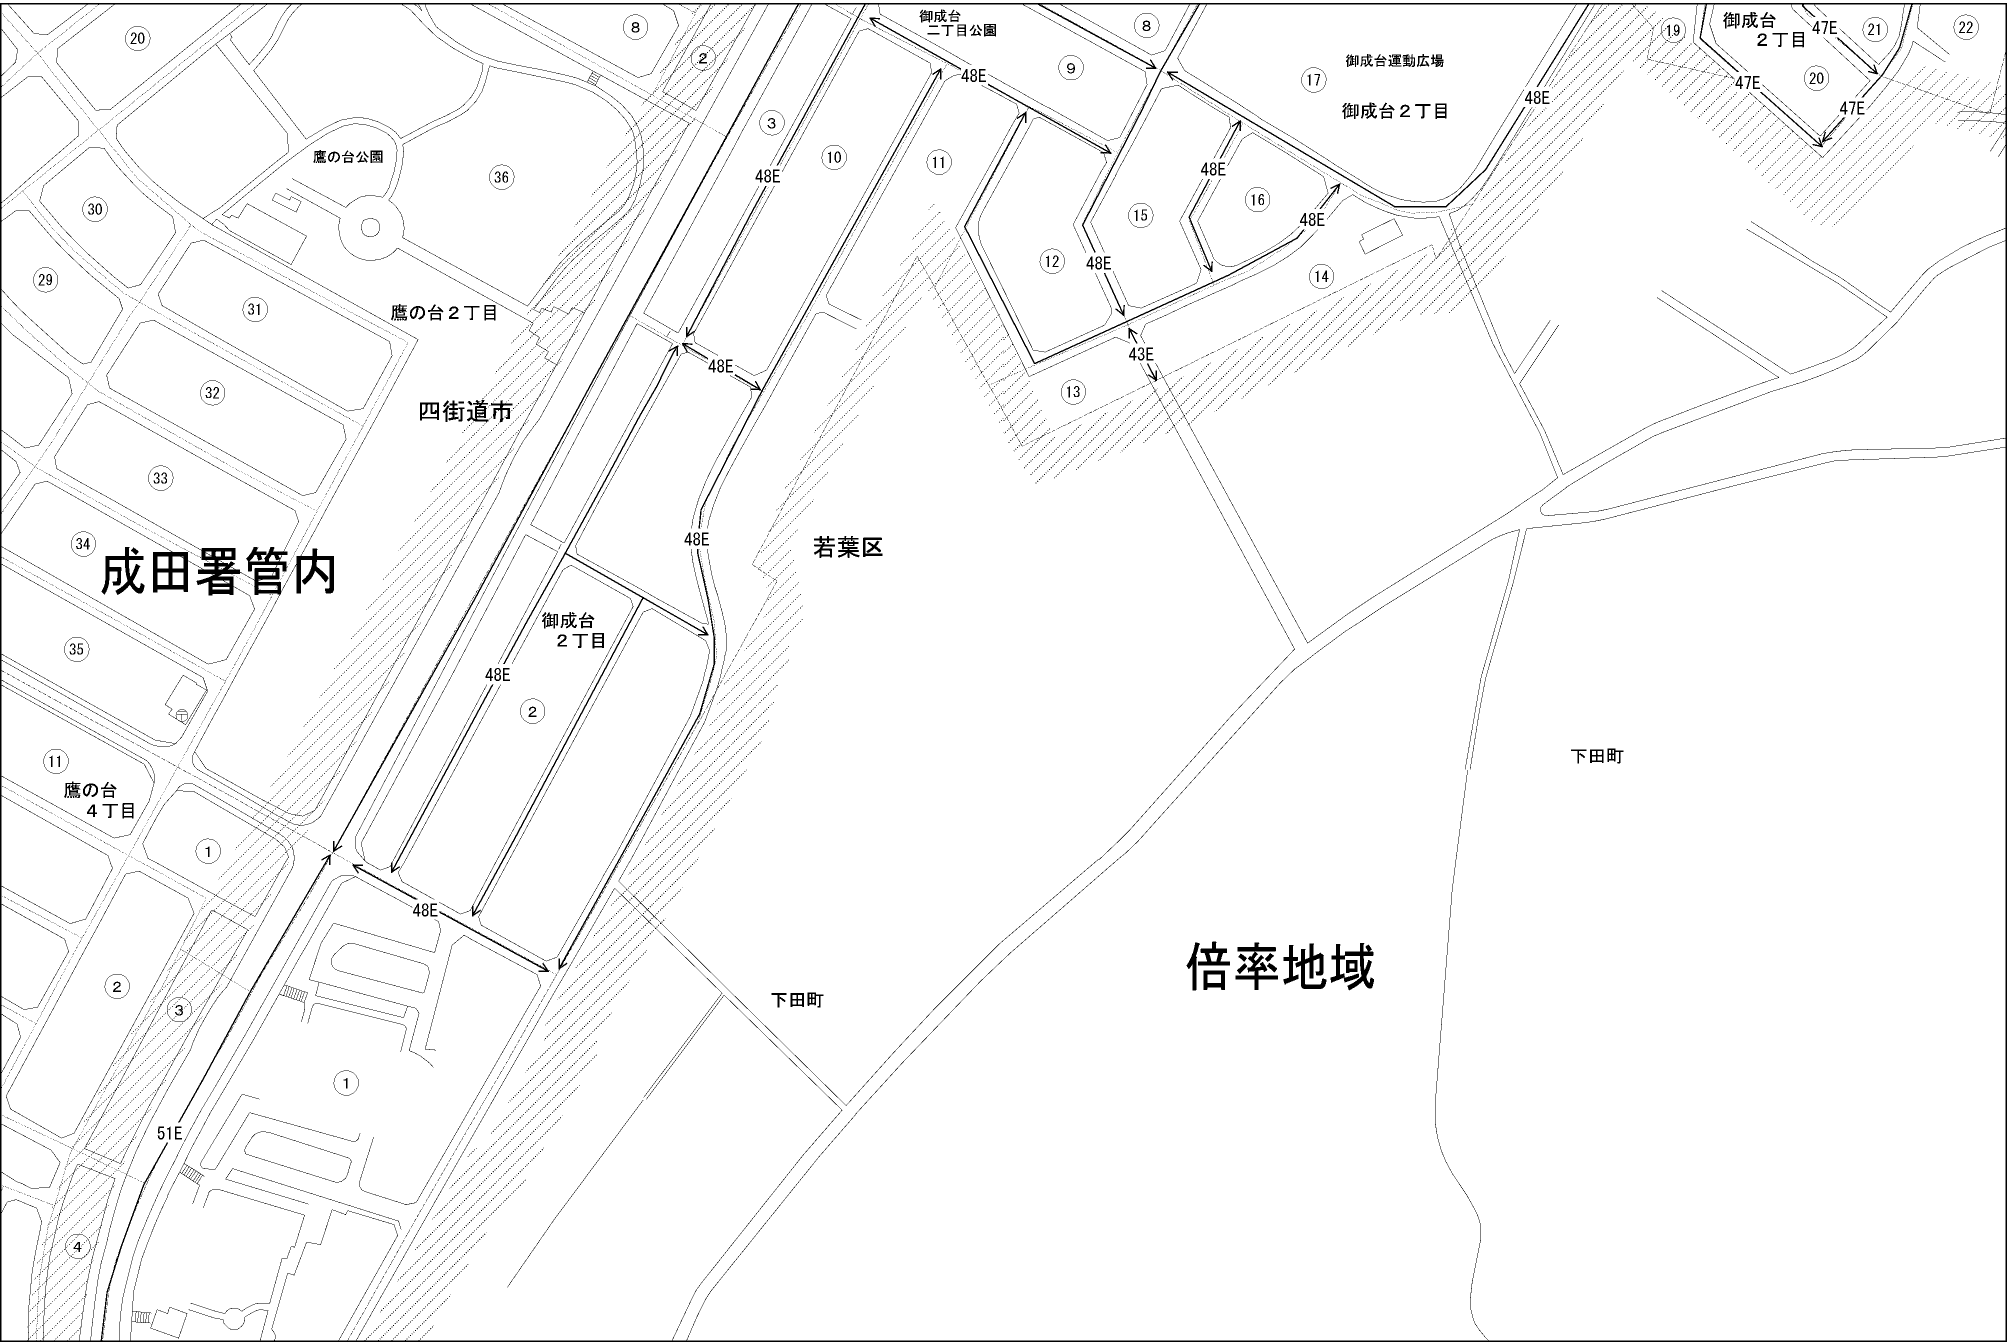 御成台
二丁目公園
8
8
20
2
9
17
御成台運動広場
19
御成台
２丁目
47E
21
22
48E
20
47E
48E
御成台２丁目
47E
3
10
11
鷹の台公園
36
48E
48E
16
30
15
48E
12
48E
29
14
31
鷹の台２丁目
43E
48E
32
13
四街道市
33
34
成田署管内
48E
若葉区
御成台
２丁目
35
48E
2
下田町
11
鷹の台
４丁目
1
48E
倍率地域
2
下田町
3
1
51E
4